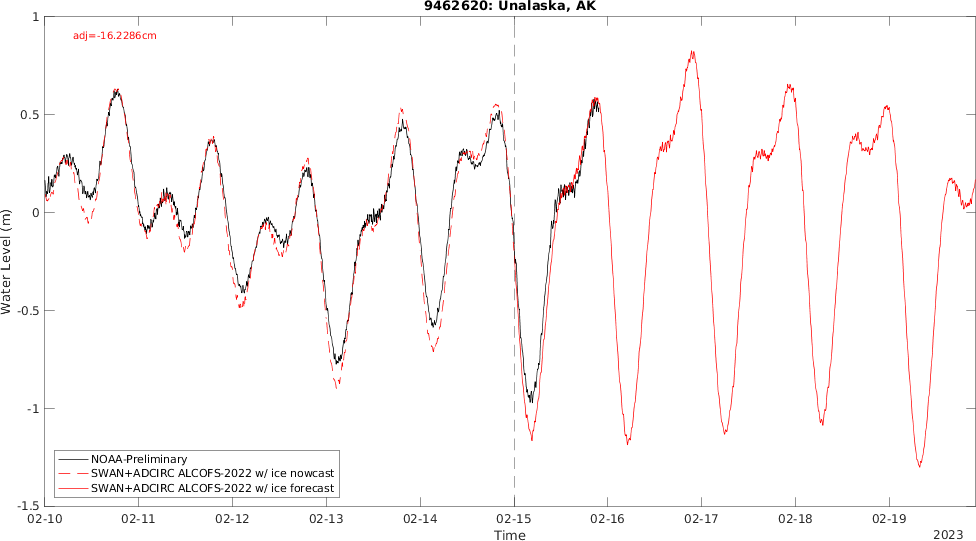 9462620: Unalaska, AK
1
adj=-16.2286cm
0.5
0
-0.5
-1
-1.5
Water Level (m)
NOAA-Preliminary
SWAN+ADCIRC ALCOFS-2022 w/ ice nowcast
SWAN+ADCIRC ALCOFS-2022 w/ ice forecast
02-10 02-11 02-12 02-13 02-14 02-15 02-16 02-17 02-18 02-19
Time
2023